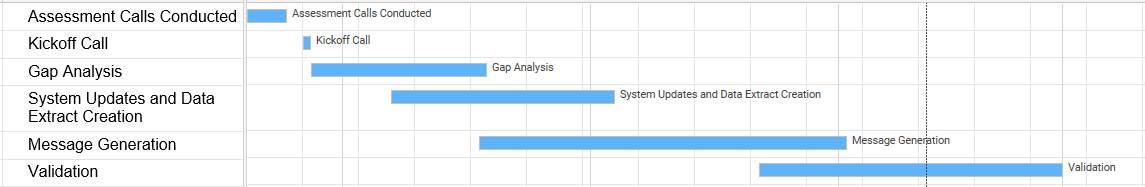 Assessment Calls Conducted
Assessment Calls Conducted
Kickoff Call
Kickoff Call
Gap Analysis
Gap Analysis
System Updates and Data
Extract Creation
System Updates and Data Extract Creation
Message Generation
Message Generation
Validation
Validation